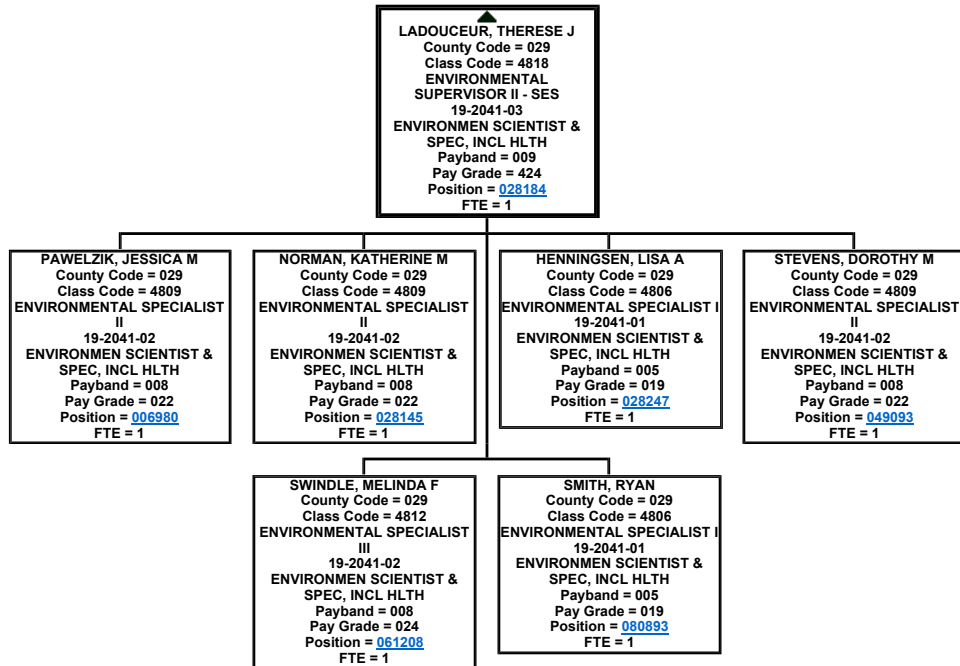 LADOUCEUR, THERESE J
County Code = 029
Class Code = 4818
ENVIRONMENTAL
SUPERVISOR II - SES
19-2041-03
ENVIRONMEN SCIENTIST &
SPEC, INCL HLTH
Payband = 009
Pay Grade = 424
Position = 028184
FTE = 1
PAWELZIK, JESSICA M
County Code = 029
Class Code = 4809
ENVIRONMENTAL SPECIALIST
II
19-2041-02
ENVIRONMEN SCIENTIST &
SPEC, INCL HLTH
Payband = 008
Pay Grade = 022
Position = 006980
FTE = 1
NORMAN, KATHERINE M
County Code = 029
Class Code = 4809
ENVIRONMENTAL SPECIALIST
II
19-2041-02
ENVIRONMEN SCIENTIST &
SPEC, INCL HLTH
Payband = 008
Pay Grade = 022
Position = 028145
FTE = 1
HENNINGSEN, LISA A
County Code = 029
Class Code = 4806
ENVIRONMENTAL SPECIALIST I
19-2041-01
ENVIRONMEN SCIENTIST &
SPEC, INCL HLTH
Payband = 005
Pay Grade = 019
Position = 028247
FTE = 1
STEVENS, DOROTHY M
County Code = 029
Class Code = 4809
ENVIRONMENTAL SPECIALIST
II
19-2041-02
ENVIRONMEN SCIENTIST &
SPEC, INCL HLTH
Payband = 008
Pay Grade = 022
Position = 049093
FTE = 1
SWINDLE, MELINDA F
County Code = 029
Class Code = 4812
ENVIRONMENTAL SPECIALIST
III
19-2041-02
ENVIRONMEN SCIENTIST &
SPEC, INCL HLTH
Payband = 008
Pay Grade = 024
Position = 061208
FTE = 1
SMITH, RYAN
County Code = 029
Class Code = 4806
ENVIRONMENTAL SPECIALIST I
19-2041-01
ENVIRONMEN SCIENTIST &
SPEC, INCL HLTH
Payband = 005
Pay Grade = 019
Position = 080893
FTE = 1